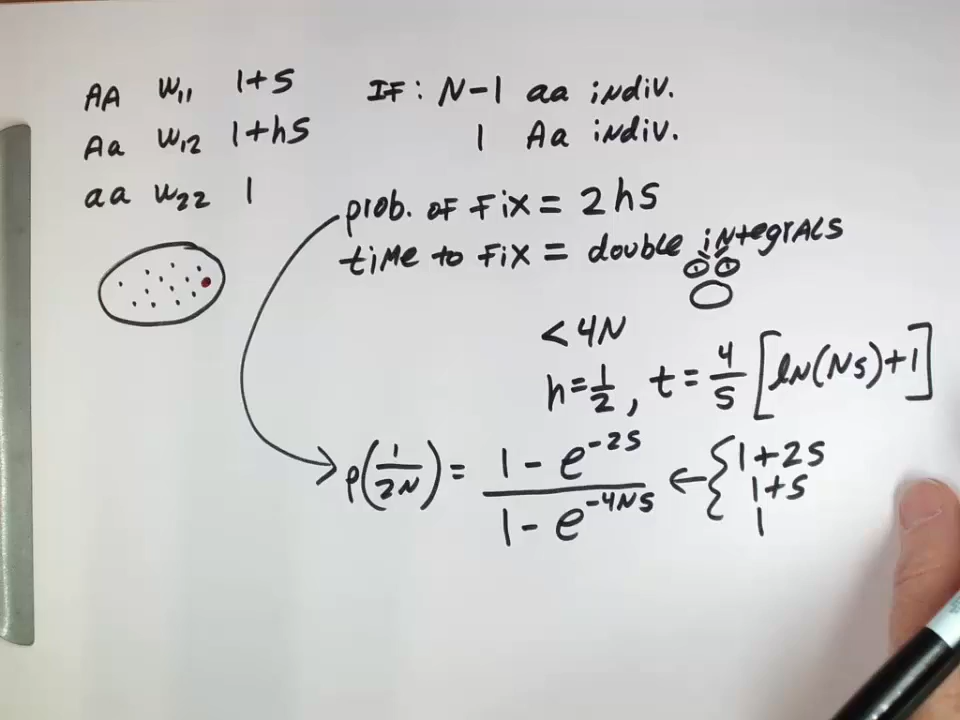 AA w₁₁ 1+S
Aa w₁₂ 1+hS
aa w₂₂ 1
IF: N-1 aa indiv.
1 Aa indiv.
prob. of Fix = 2hs
time to Fix = double integrals
< 4N
h=1/2, t= 4/s [ln(Ns)+1]
p(1/2N) = (1-e^-2s)/(1-e^-4Ns) ← { 1+2s
1+s
1